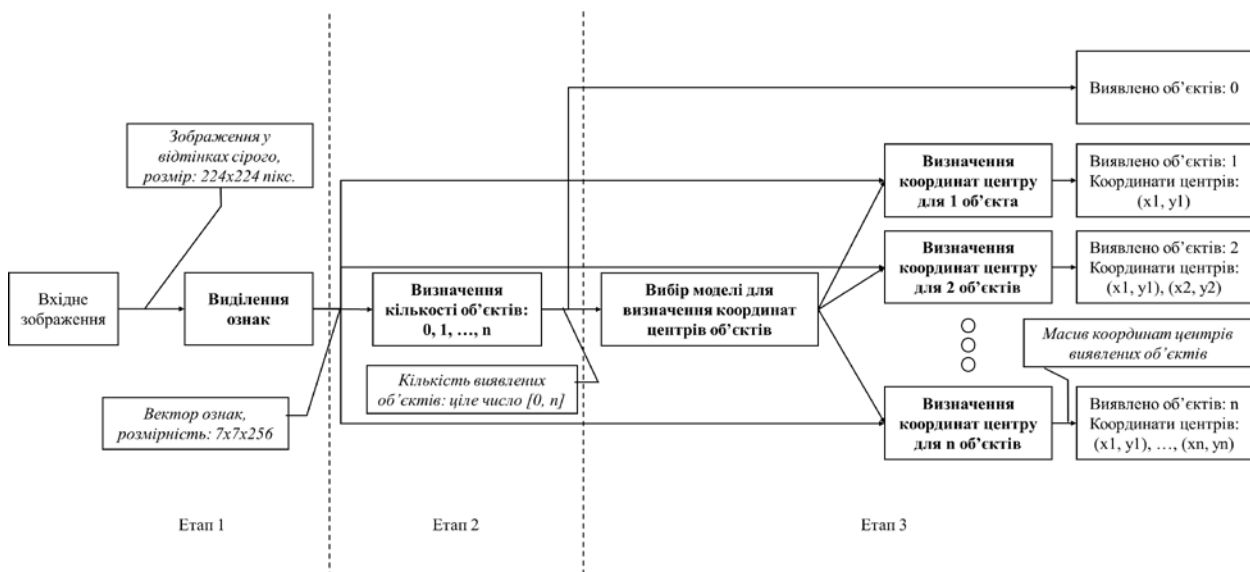 Виявлено об’єктів: 0
Зображення у
відтінках сірого,
розмір: 224x224 пікс.
Визначення
координат центру
для 1 об’єкта
Виявлено об’єктів: 1
Координати центрів:
(x1, y1)
Визначення
координат центру
для 2 об’єктів
Виявлено об’єктів: 2
Координати центрів:
(x1, y1), (x2, y2)
Вхідне
зображення
Виділення
ознак
Визначення
кількості об’єктів:
0, 1, …, n
Вибір моделі для
визначення координат
центрів об’єктів
Масив координат центрів
виявлених об’єктів
Кількість виявлених
об’єктів: ціле число [0, n]
Вектор ознак,
розмірність: 7x7x256
Визначення
координат центру
для n об’єктів
Виявлено об’єктів: n
Координати центрів:
(x1, y1), …, (xn, yn)
Етап 1
Етап 2
Етап 3